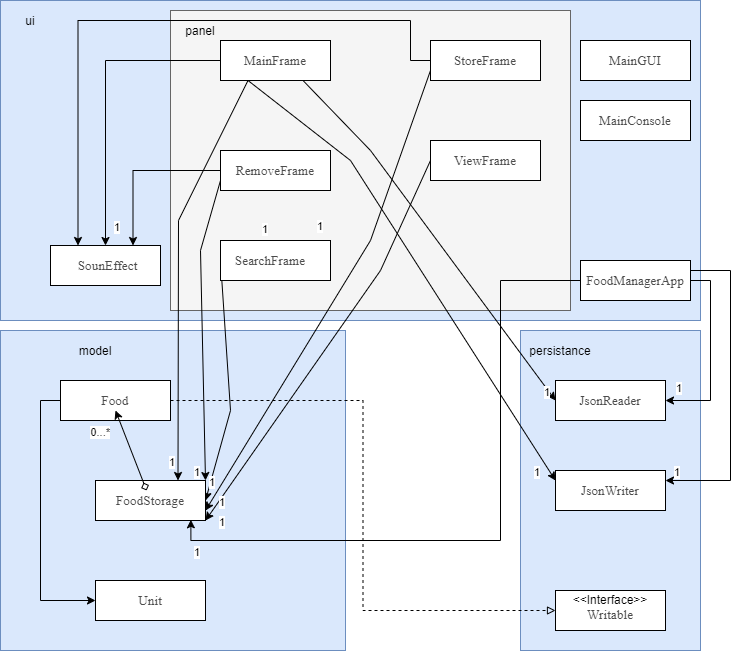 ui
panel
MainFrame
StoreFrame
MainGUI
MainConsole
RemoveFrame
ViewFrame
1
1
1
SounEffect
SearchFrame
FoodManagerApp
model
persistance
Food
1
JsonReader
1
0...*
1
1
1
1
JsonWriter
1
FoodStorage
1
1
1
Unit
<<Interface>>
Writable